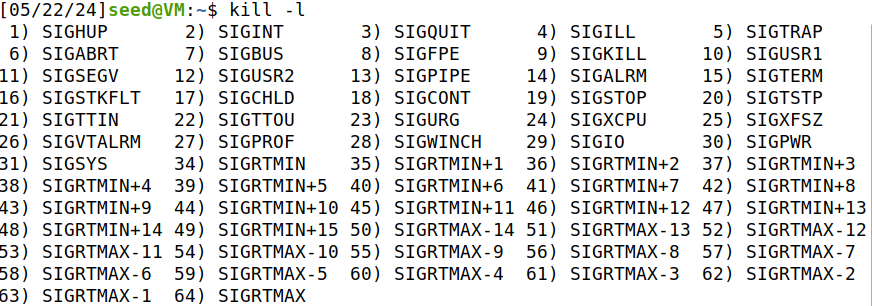 [05/22/24]seed@VM:~$ kill -l
 1) SIGHUP       2) SIGINT       3) SIGQUIT      4) SIGILL       5) SIGTRAP
 6) SIGABRT      7) SIGBUS       8) SIGFPE       9) SIGKILL     10) SIGUSR1
11) SIGSEGV     12) SIGUSR2     13) SIGPIPE     14) SIGALRM     15) SIGTERM
16) SIGSTKFLT   17) SIGCHLD     18) SIGCONT     19) SIGSTOP     20) SIGTSTP
21) SIGTTIN     22) SIGTTOU     23) SIGURG      24) SIGXCPU     25) SIGXFSZ
26) SIGVTALRM   27) SIGPROF     28) SIGWINCH    29) SIGIO       30) SIGPWR
31) SIGSYS      34) SIGRTMIN    35) SIGRTMIN+1  36) SIGRTMIN+2  37) SIGRTMIN+3
38) SIGRTMIN+4  39) SIGRTMIN+5  40) SIGRTMIN+6  41) SIGRTMIN+7  42) SIGRTMIN+8
43) SIGRTMIN+9  44) SIGRTMIN+10 45) SIGRTMIN+11 46) SIGRTMIN+12 47) SIGRTMIN+13
48) SIGRTMIN+14 49) SIGRTMIN+15 50) SIGRTMAX-14 51) SIGRTMAX-13 52) SIGRTMAX-12
53) SIGRTMAX-11 54) SIGRTMAX-10 55) SIGRTMAX-9  56) SIGRTMAX-8  57) SIGRTMAX-7
58) SIGRTMAX-6  59) SIGRTMAX-5  60) SIGRTMAX-4  61) SIGRTMAX-3  62) SIGRTMAX-2
63) SIGRTMAX-1  64) SIGRTMAX